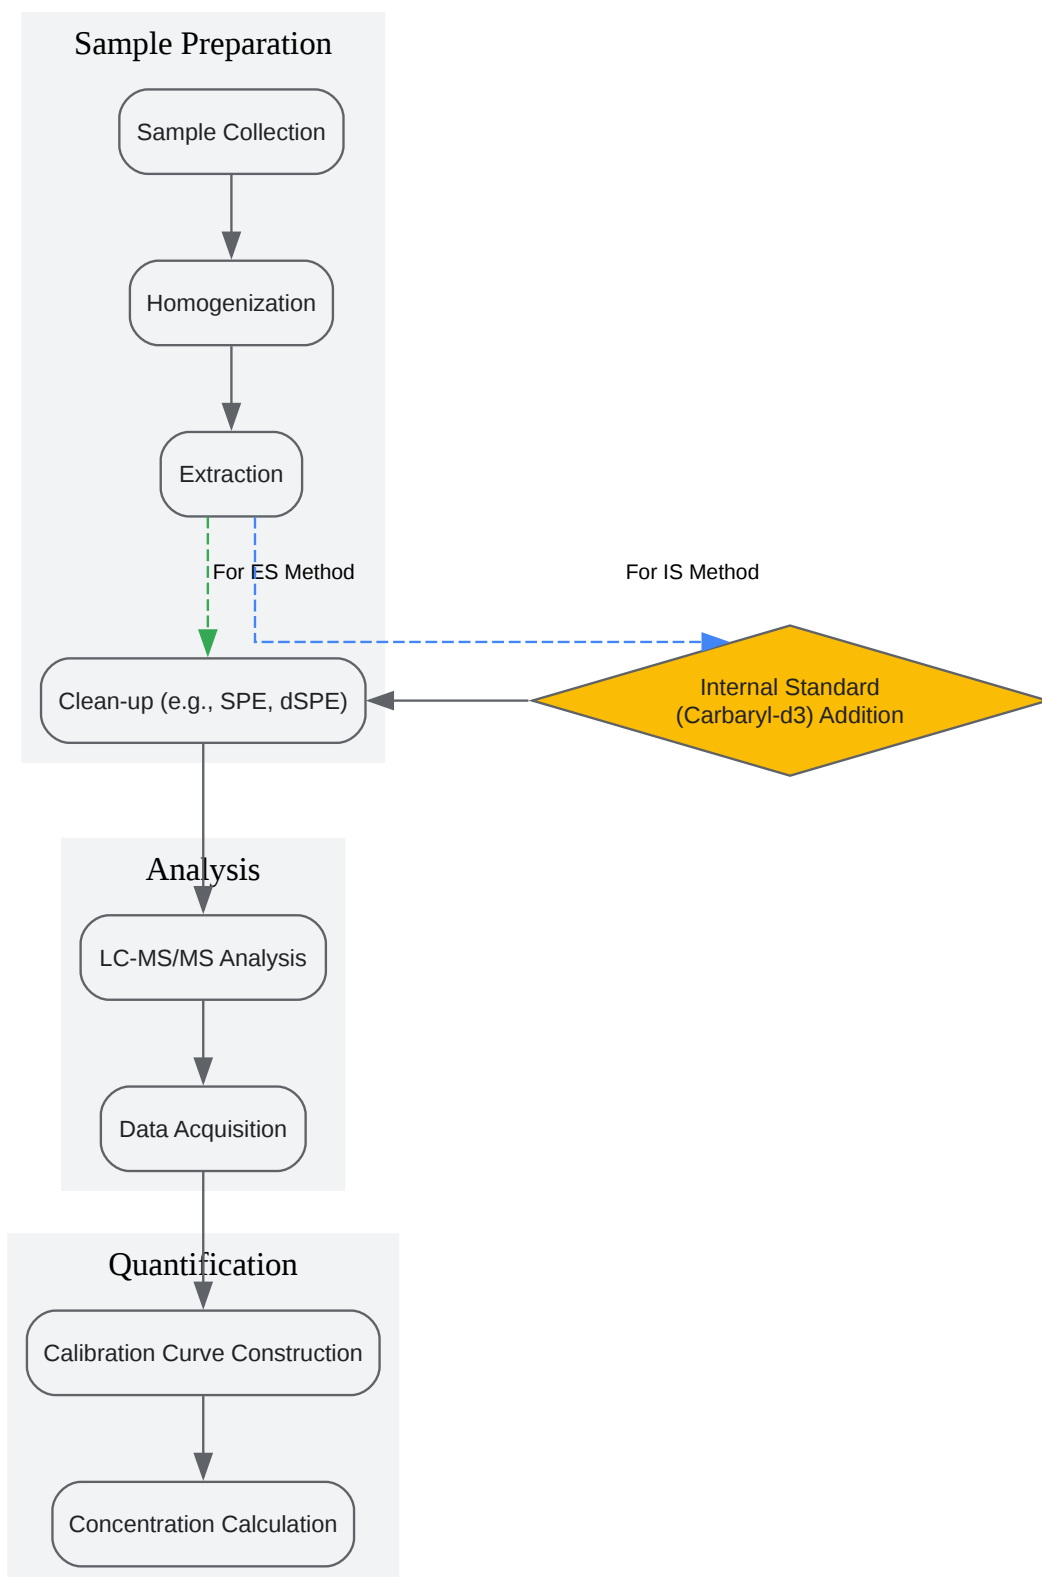 Sample Preparation
Sample Collection
Homogenization
Extraction
For ES Method
For IS Method
Clean-up (e.g., SPE, dSPE)
Internal Standard
(Carbaryl-d3) Addition
Analysis
LC-MS/MS Analysis
Data Acquisition
Quantification
Calibration Curve Construction
Concentration Calculation